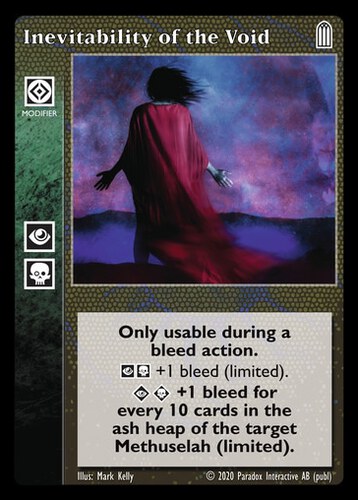 Inevitability of the Void
MODIFIER
Only usable during a
bleed action.
+1 bleed (limited).
+1 bleed for
every 10 cards in the
ash heap of the target
Methuselah (limited).
Illus: Mark Kelly
© 2020 Paradox Interactive AB (publ)